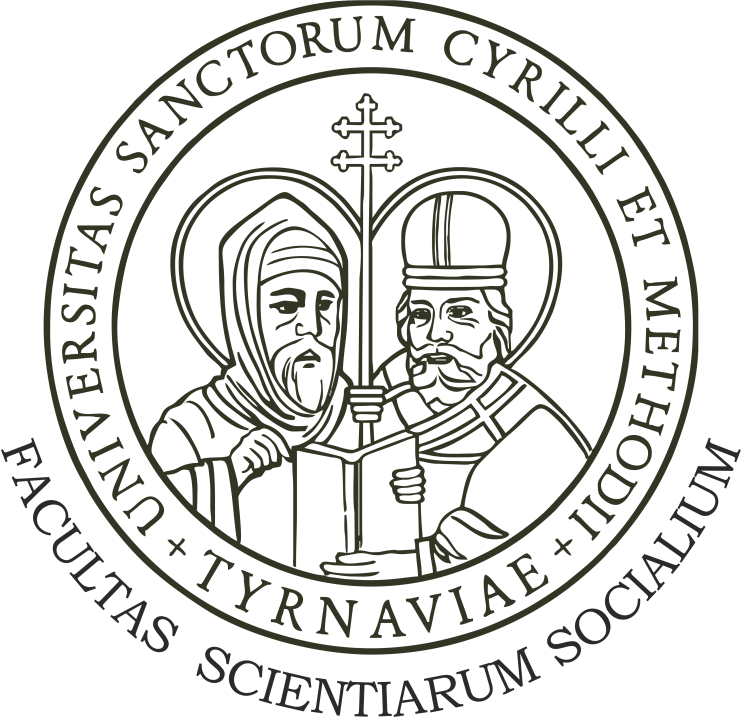 UNIVERSITAS SANCTORUM CYRILLI ET METHODII
+ TYRNAVIAE +
FACULTAS SCIENTIARUM SOCIALIUM